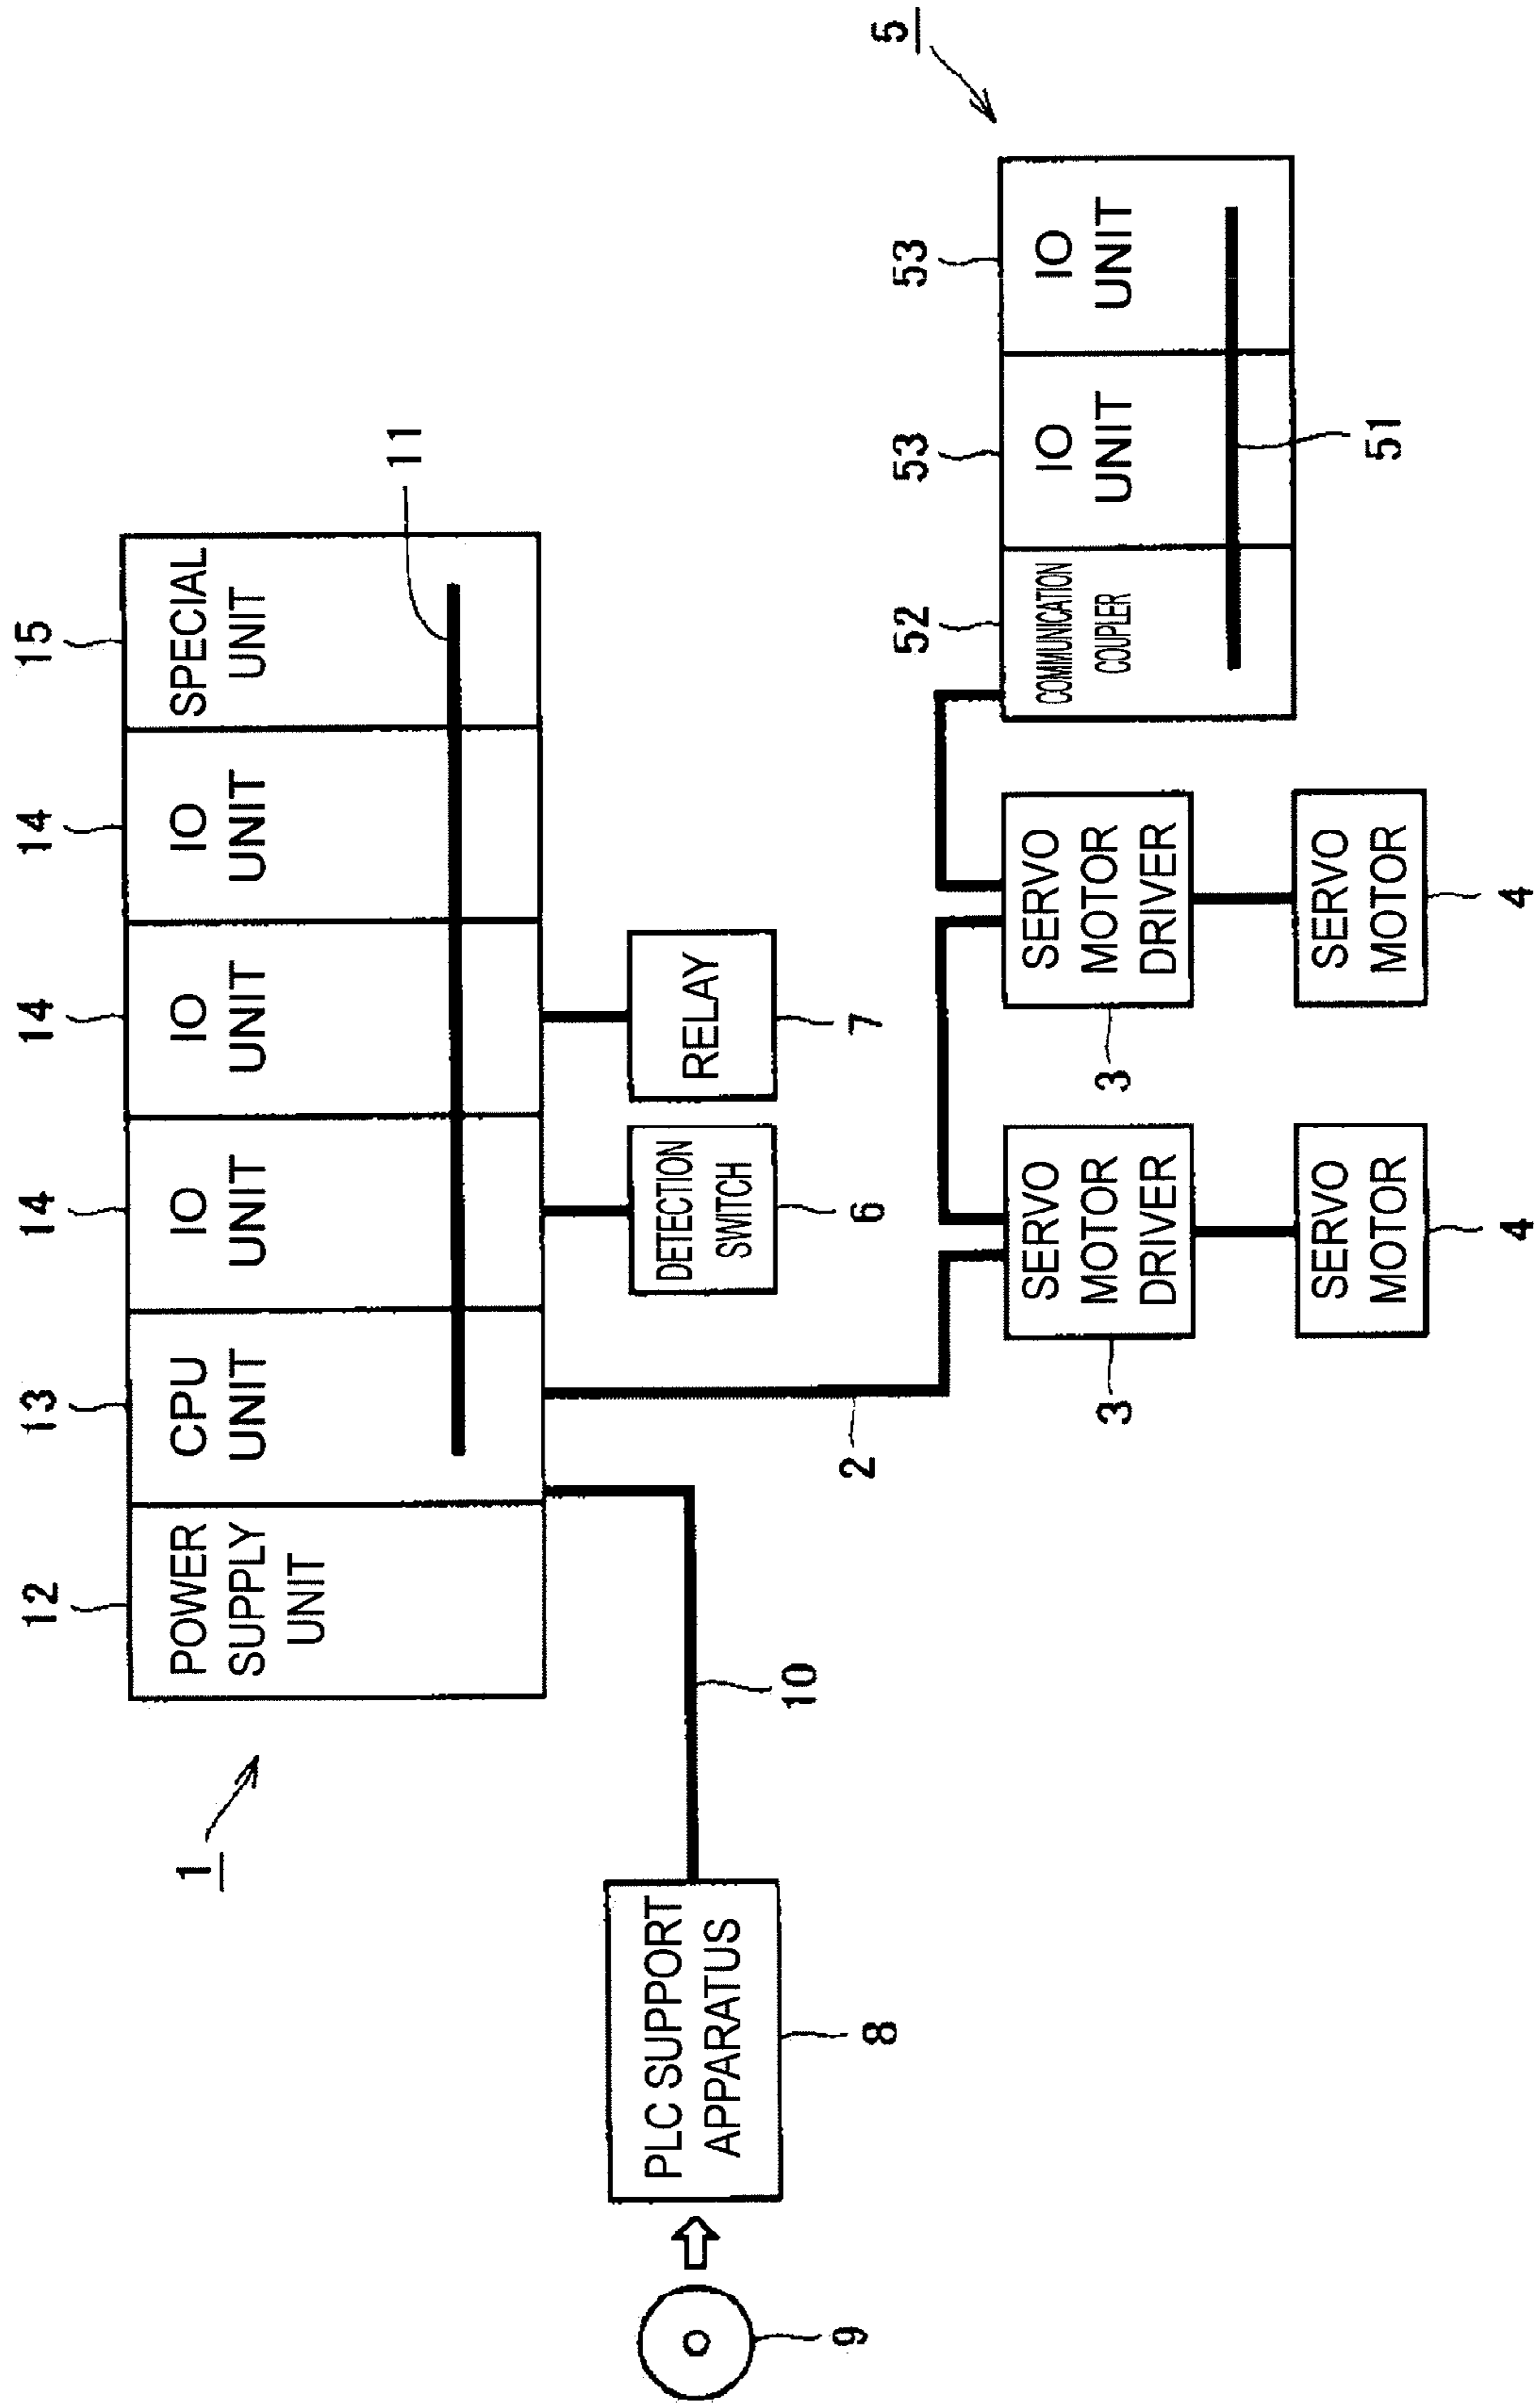 1
12
13
14
14
14
15
POWER
SUPPLY
UNIT
CPU
UNIT
IO
UNIT
IO
UNIT
IO
UNIT
SPECIAL
UNIT
11
PLC SUPPORT
APPARATUS
8
9
10
DETECTION
SWITCH
6
RELAY
7
2
5
SERVO
MOTOR
DRIVER
3
SERVO
MOTOR
DRIVER
3
SERVO
MOTOR
4
SERVO
MOTOR
4
52
53
53
COMMUNICATION
COUPLER
IO
UNIT
IO
UNIT
51